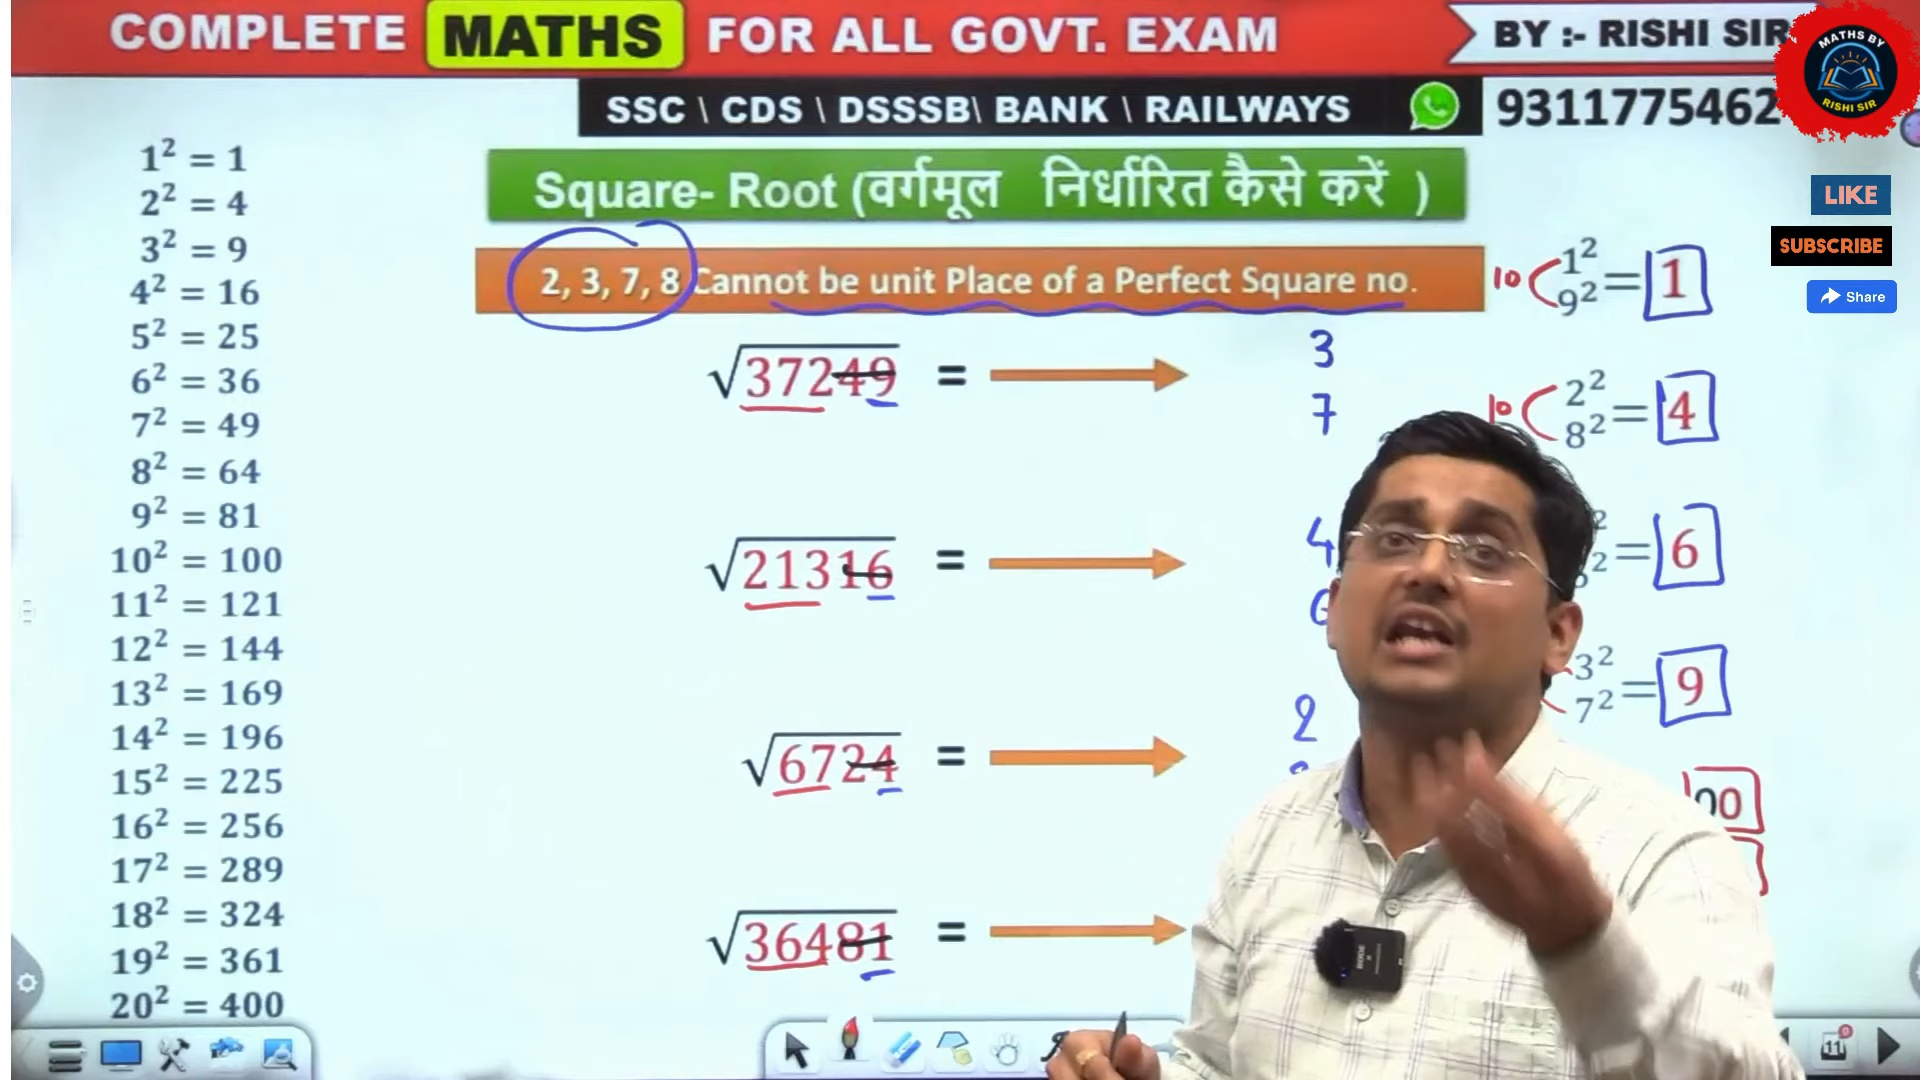 COMPLETE MATHS FOR ALL GOVT. EXAM
BY :- RISHI SIR
MATHS BY
RISHI SIR
SSC \ CDS \ DSSSB\ BANK \ RAILWAYS
9311775462
LIKE
SUBSCRIBE
Share
Square- Root (वर्गमूल निर्धारित कैसे करें )
2, 3, 7, 8 Cannot be unit Place of a Perfect Square no.
1² = 1
2² = 4
3² = 9
4² = 16
5² = 25
6² = 36
7² = 49
8² = 64
9² = 81
10² = 100
11² = 121
12² = 144
13² = 169
14² = 196
15² = 225
16² = 256
17² = 289
18² = 324
19² = 361
20² = 400
√37249 =
3
7
√21316 =
4
6
√6724 =
2
√36481 =
10 1² 9² = 1
10 2² 8² = 4
= 6
3² 7² = 9
00
RODE
11